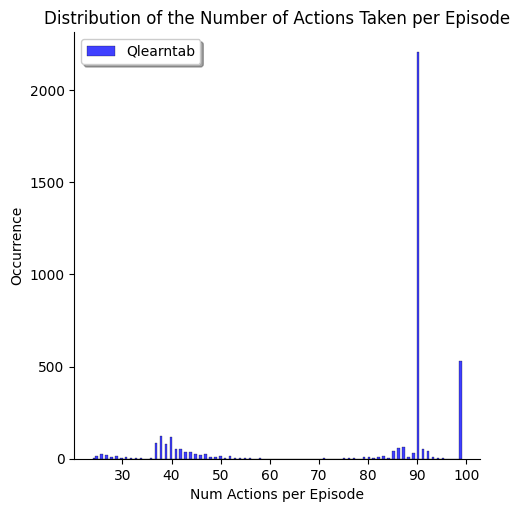 Distribution of the Number of Actions Taken per Episode
Qlearntab
2000
1500
1000
500
0
Occurrence
30 40 50 60 70 80 90 100
Num Actions per Episode